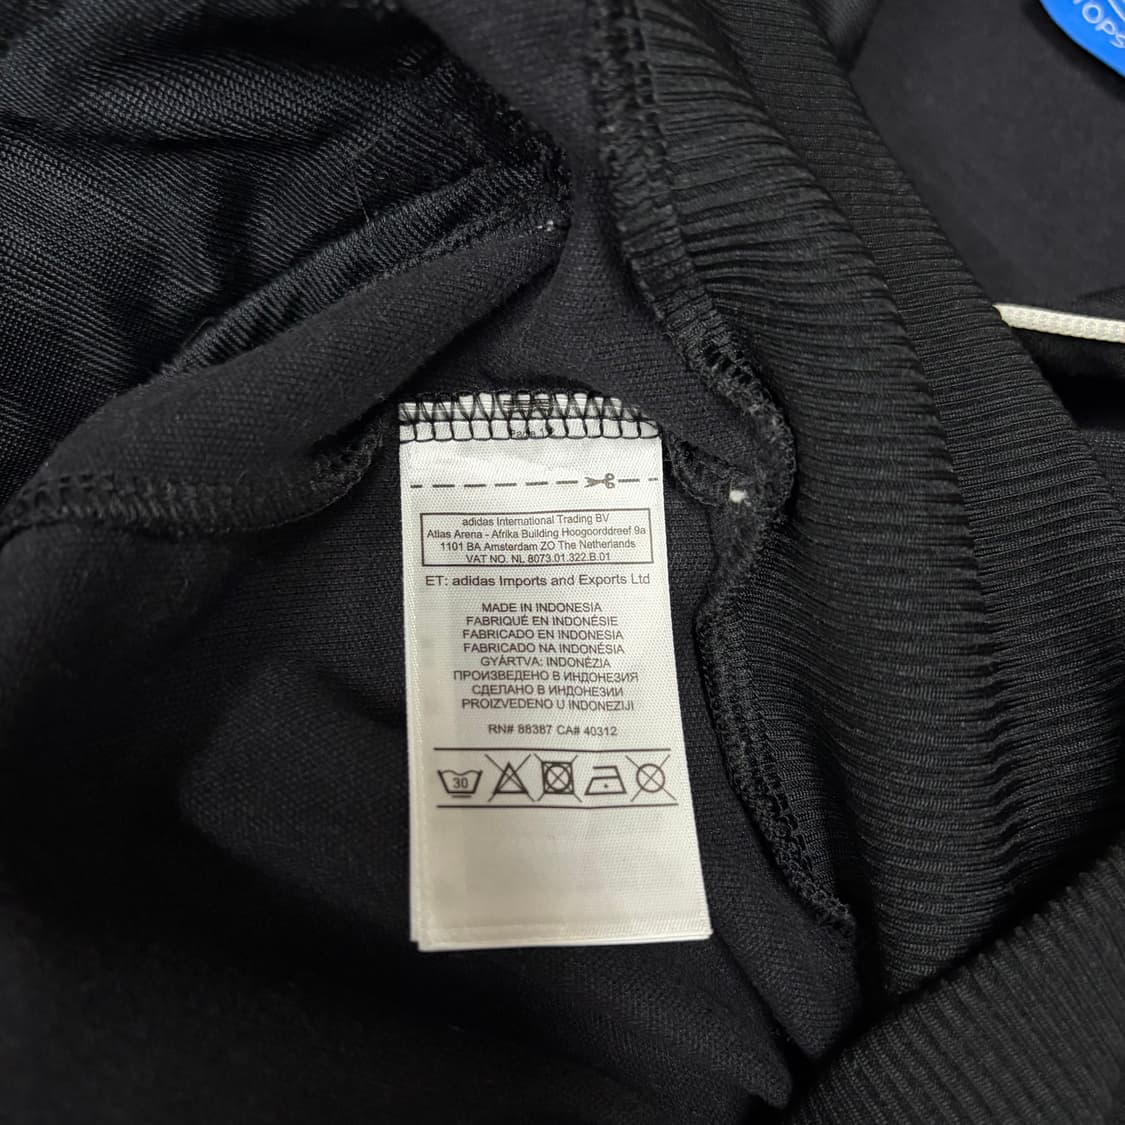 TOPS
adidas International Trading BV
Atlas Arena - Afrika Building Hoogoorddreef 9a
1101 BA Amsterdam ZO The Netherlands
VAT NO. NL 8073.01.322.B.01
ET: adidas Imports and Exports Ltd
MADE IN INDONESIA
FABRIQUÉ EN INDONÉSIE
FABRICADO EN INDONESIA
FABRICADO NA INDONÉSIA
GYÁRTVA: INDONÉZIA
ПРОИЗВЕДЕНО В ИНДОНЕЗИЯ
СДЕЛАНО В ИНДОНЕЗИИ
PROIZVEDENO U INDONEZIJI
RN# 88387 CA# 40312
30